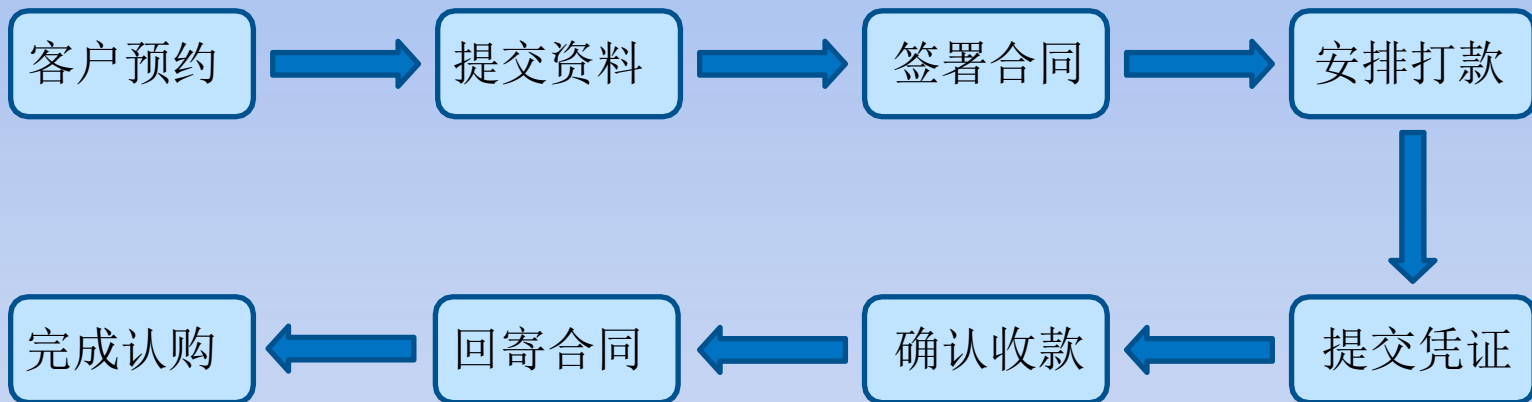 客户预约
提交资料
签署合同
安排打款
提交凭证
确认收款
回寄合同
完成认购